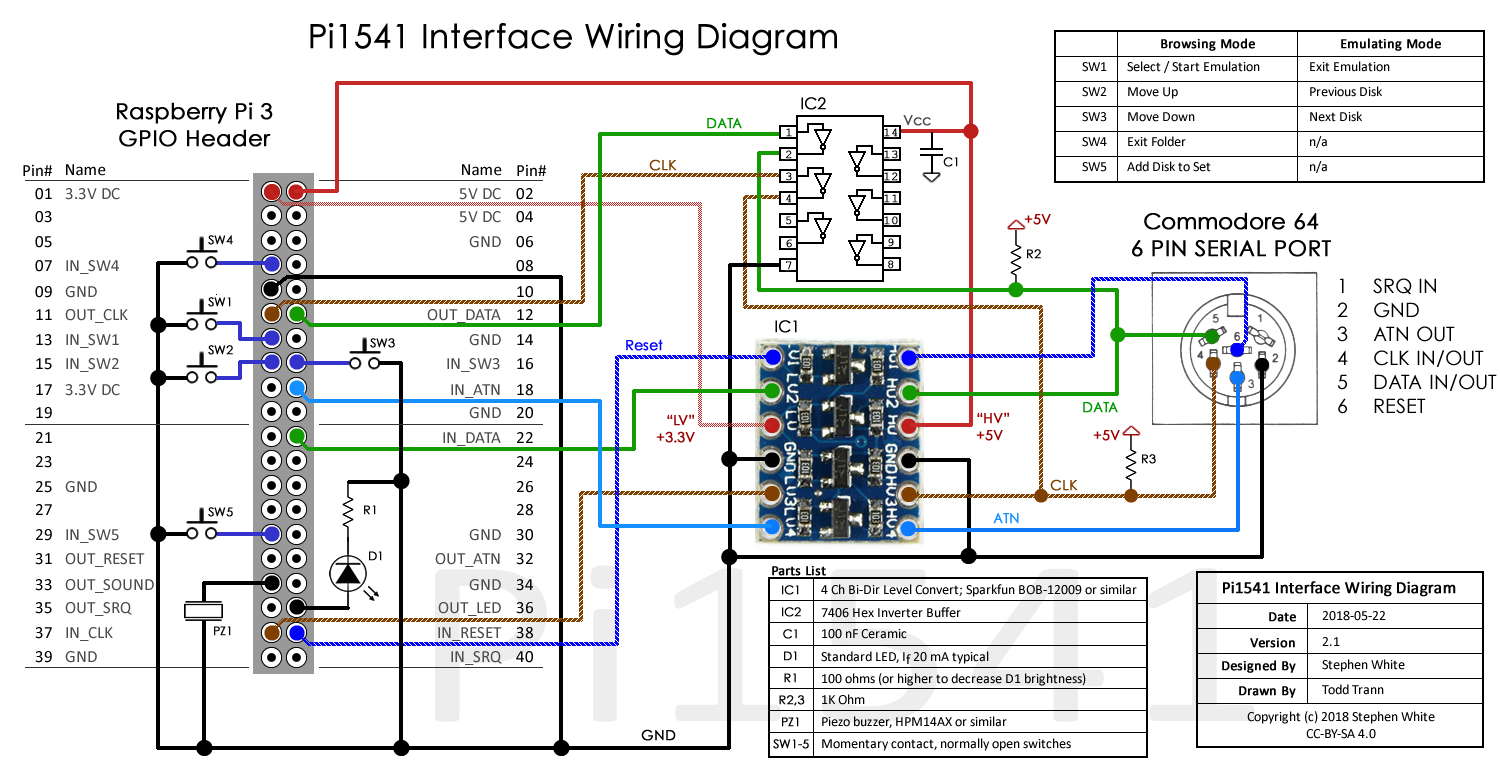 Pi1541 Interface Wiring Diagram
Browsing Mode Emulating Mode
SW1 Select / Start Emulation Exit Emulation
SW2 Move Up Previous Disk
SW3 Move Down Next Disk
SW4 Exit Folder n/a
SW5 Add Disk to Set n/a
Raspberry Pi 3
GPIO Header
Pin# Name Name Pin#
01 3.3V DC 5V DC 02
03 5V DC 04
05 GND 06
07 IN_SW4 08
09 GND 10
11 OUT_CLK OUT_DATA 12
13 IN_SW1 GND 14
15 IN_SW2 IN_SW3 16
17 3.3V DC IN_ATN 18
19 GND 20
21 IN_DATA 22
23 24
25 GND 26
27 28
29 IN_SW5 GND 30
31 OUT_RESET OUT_ATN 32
33 OUT_SOUND GND 34
35 OUT_SRQ OUT_LED 36
37 IN_CLK IN_RESET 38
39 GND IN_SRQ 40
SW4
SW1
SW2
SW3
SW5
R1
D1
PZ1
GND
DATA
CLK
Reset
"LV"
+3.3V
IC2
1 14
2 13
3 12
4 11
5 10
6 9
7 8
Vcc
C1
IC1
LV1 HV1
LV2 HV2
LV HV
GND GND
LV3 HV3
LV4 HV4
"HV"
+5V
+5V
R2
+5V
R3
DATA
CLK
ATN
Commodore 64
6 PIN SERIAL PORT
5 1
6
4 2
3
1 SRQ IN
2 GND
3 ATN OUT
4 CLK IN/OUT
5 DATA IN/OUT
6 RESET
Pi1541
Parts List
IC1 4 Ch Bi-Dir Level Convert; Sparkfun BOB-12009 or similar
IC2 7406 Hex Inverter Buffer
C1 100 nF Ceramic
D1 Standard LED, If 20 mA typical
R1 100 ohms (or higher to decrease D1 brightness)
R2,3 1K Ohm
PZ1 Piezo buzzer, HPM14AX or similar
SW1-5 Momentary contact, normally open switches
Pi1541 Interface Wiring Diagram
Date 2018-05-22
Version 2.1
Designed By Stephen White
Drawn By Todd Trann
Copyright (c) 2018 Stephen White
CC-BY-SA 4.0